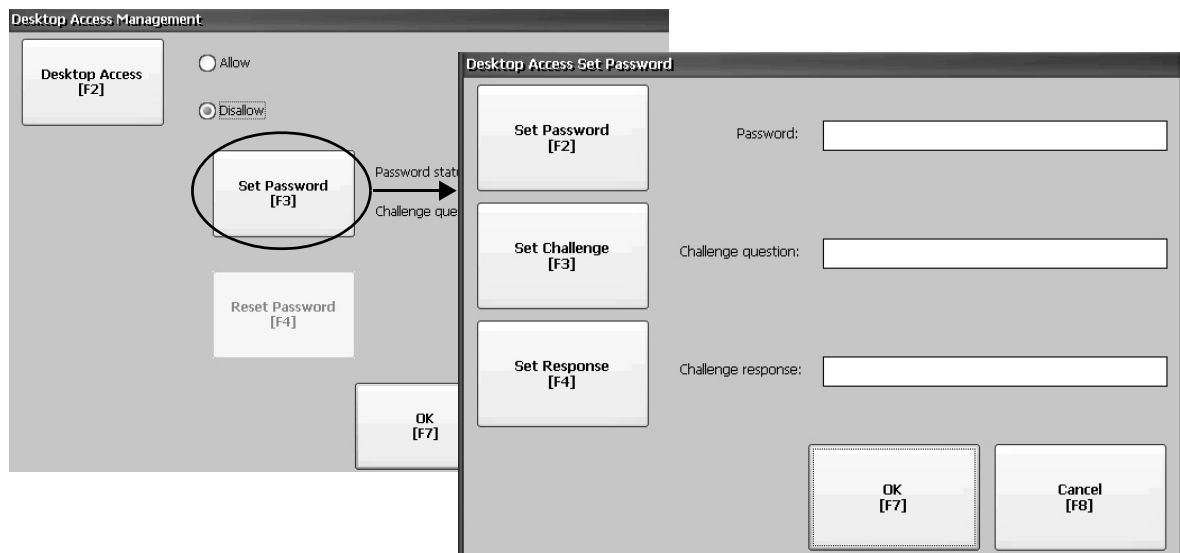 Desktop Access Management
Desktop Access
[F2]
Allow
Disallow
Set Password
[F3]
Password
Challenge
Reset Password
[F4]
OK
[F7]
Desktop Access Set Password
Set Password
[F2]
Password:
Set Challenge
[F3]
Challenge question:
Set Response
[F4]
Challenge response:
OK
[F7]
Cancel
[F8]